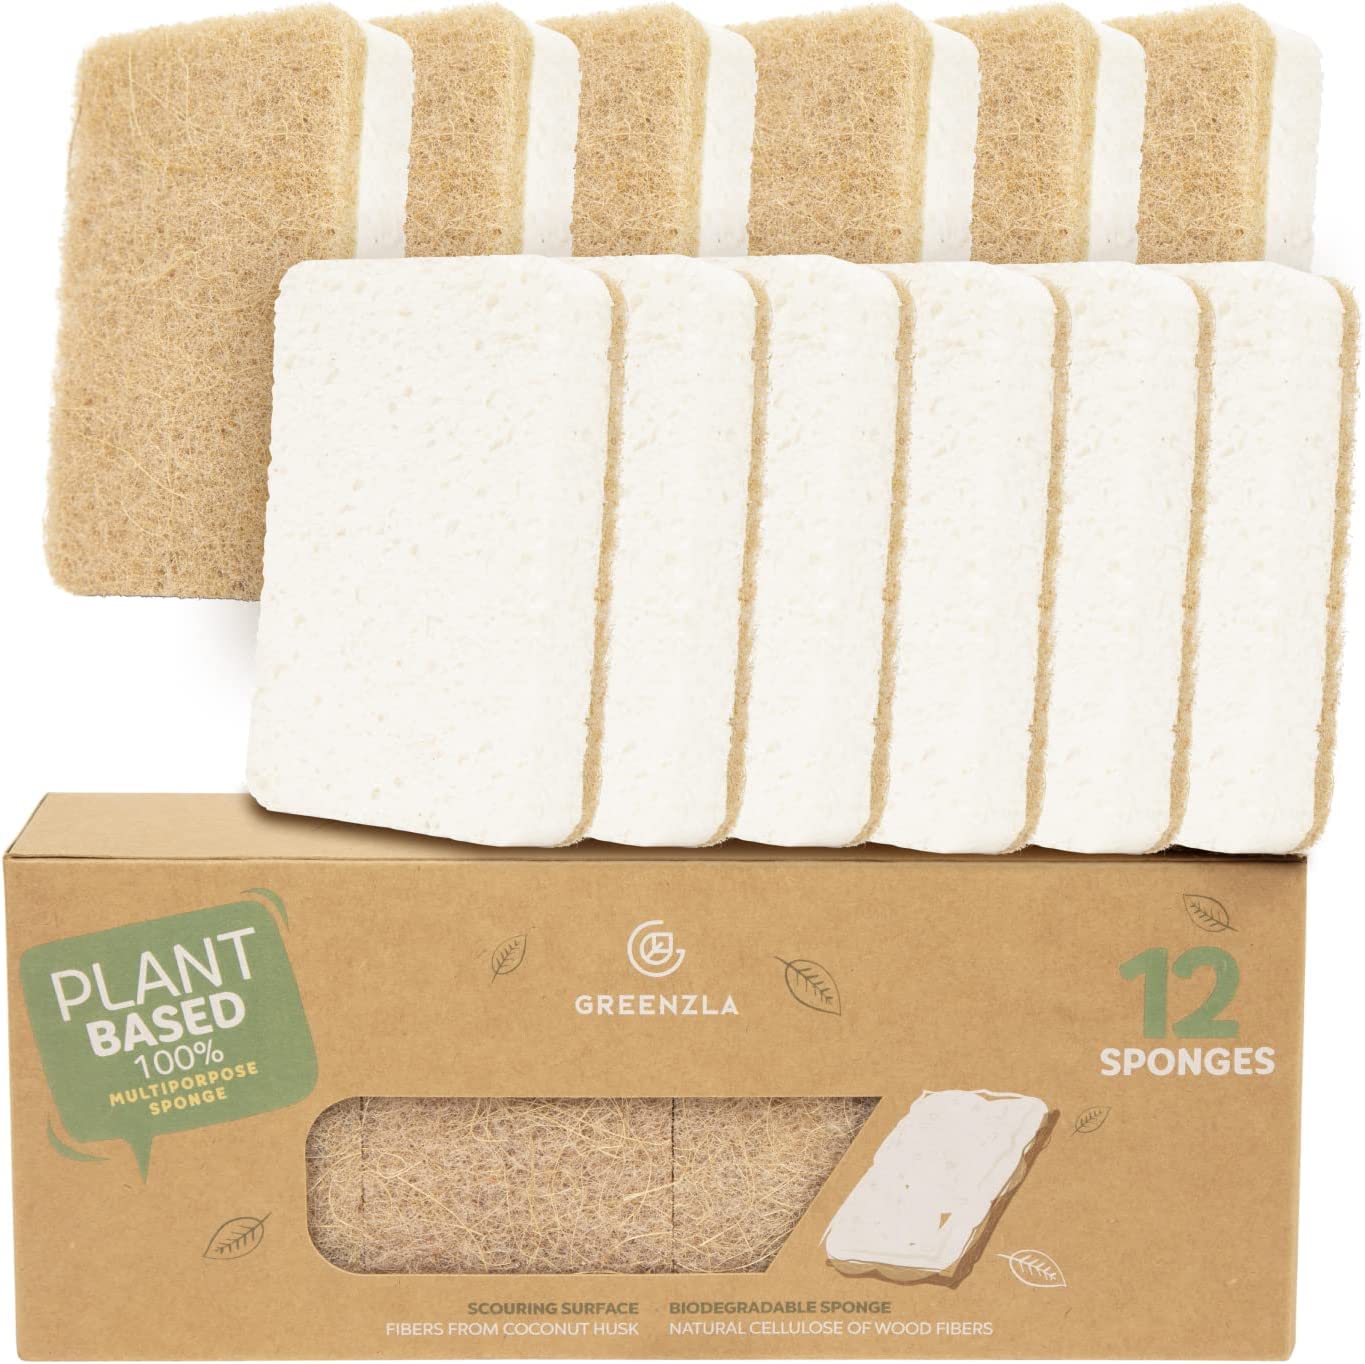 PLANT
BASED
100%
MULTIPORPOSE
SPONGE
GREENZLA
12
SPONGES
SCOURING SURFACE
FIBERS FROM COCONUT HUSK
BIODEGRADABLE SPONGE
NATURAL CELLULOSE OF WOOD FIBERS